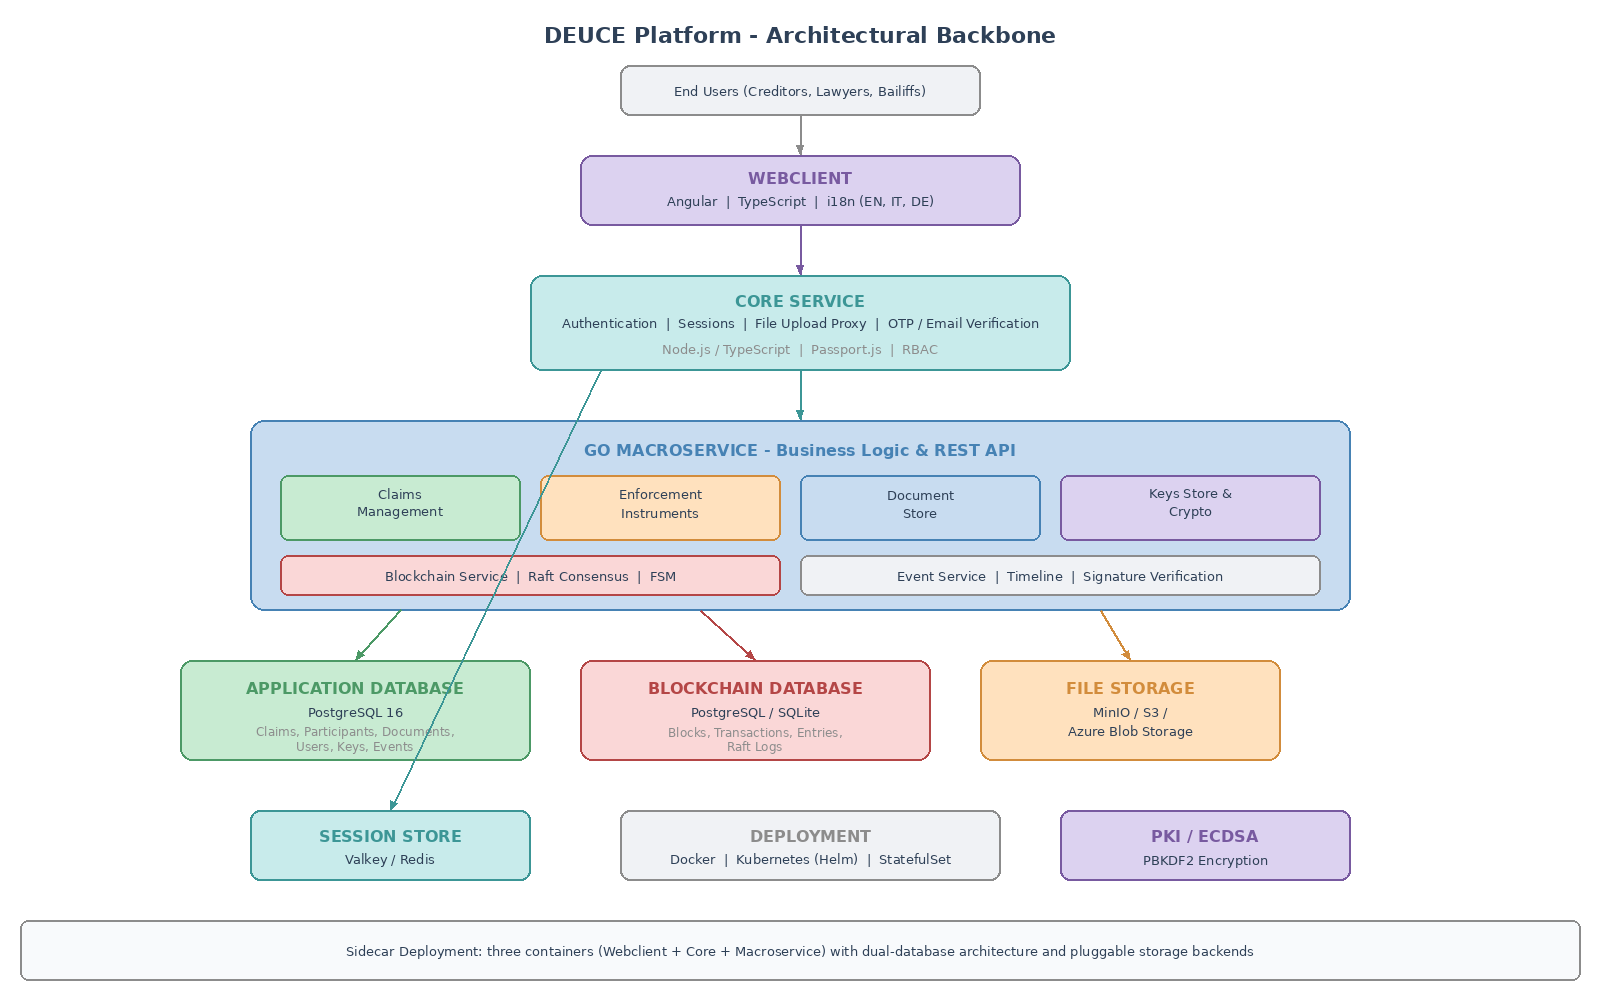 DEUCE Platform - Architectural Backbone
End Users (Creditors, Lawyers, Bailiffs)
WEBCLIENT
Angular | TypeScript | i18n (EN, IT, DE)
CORE SERVICE
Authentication | Sessions | File Upload Proxy | OTP / Email Verification
Node.js / TypeScript | Passport.js | RBAC
GO MACROSERVICE - Business Logic & REST API
Claims
Management
Enforcement
Instruments
Document
Store
Keys Store &
Crypto
Blockchain Service | Raft Consensus | FSM
Event Service | Timeline | Signature Verification
APPLICATION DATABASE
PostgreSQL 16
Claims, Participants, Documents,
Users, Keys, Events
BLOCKCHAIN DATABASE
PostgreSQL / SQLite
Blocks, Transactions, Entries,
Raft Logs
FILE STORAGE
MinIO / S3 /
Azure Blob Storage
SESSION STORE
Valkey / Redis
DEPLOYMENT
Docker | Kubernetes (Helm) | StatefulSet
PKI / ECDSA
PBKDF2 Encryption
Sidecar Deployment: three containers (Webclient + Core + Macroservice) with dual-database architecture and pluggable storage backends